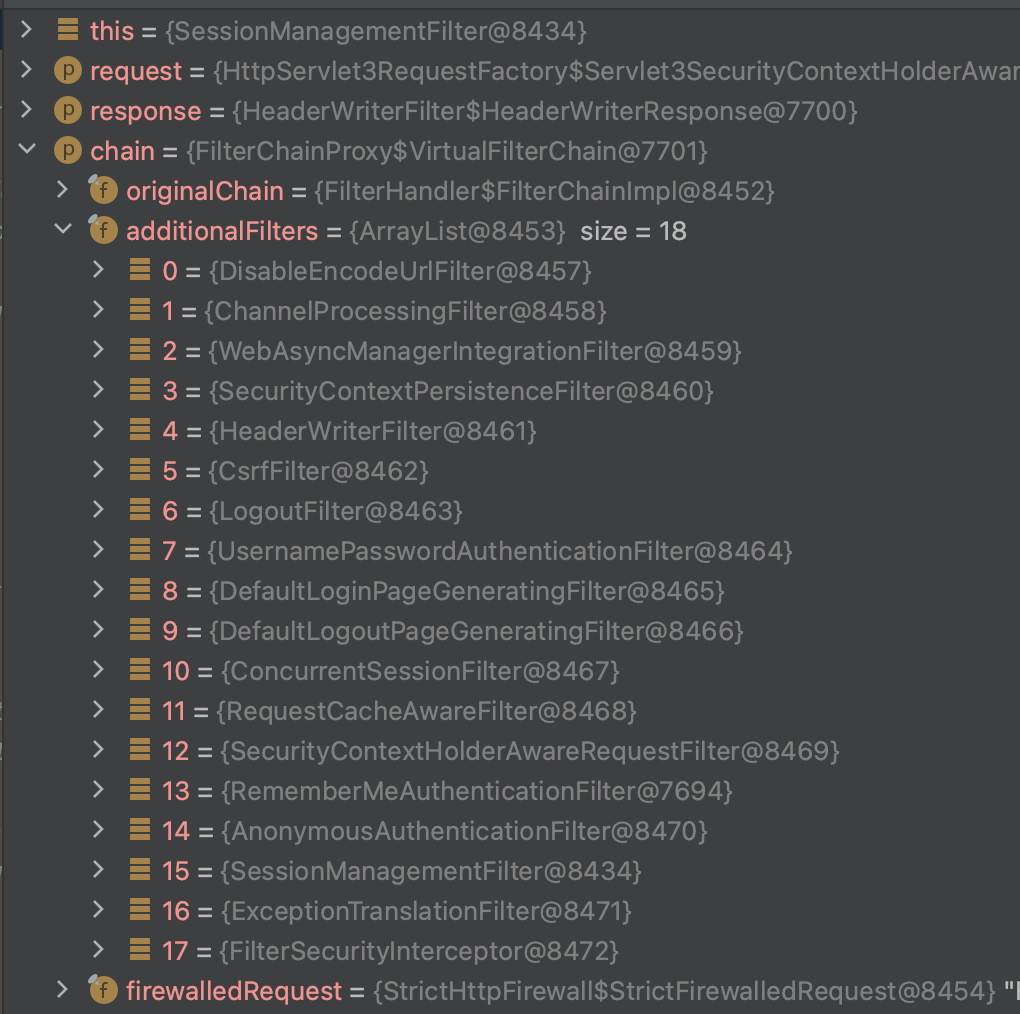 this = {SessionManagementFilter@8434}
p request = {HttpServlet3RequestFactory$Servlet3SecurityContextHolderAwar
p response = {HeaderWriterFilter$HeaderWriterResponse@7700}
p chain = {FilterChainProxy$VirtualFilterChain@7701}
f originalChain = {FilterHandler$FilterChainImpl@8452}
f additionalFilters = {ArrayList@8453} size = 18
0 = {DisableEncodeUrlFilter@8457}
1 = {ChannelProcessingFilter@8458}
2 = {WebAsyncManagerIntegrationFilter@8459}
3 = {SecurityContextPersistenceFilter@8460}
4 = {HeaderWriterFilter@8461}
5 = {CsrfFilter@8462}
6 = {LogoutFilter@8463}
7 = {UsernamePasswordAuthenticationFilter@8464}
8 = {DefaultLoginPageGeneratingFilter@8465}
9 = {DefaultLogoutPageGeneratingFilter@8466}
10 = {ConcurrentSessionFilter@8467}
11 = {RequestCacheAwareFilter@8468}
12 = {SecurityContextHolderAwareRequestFilter@8469}
13 = {RememberMeAuthenticationFilter@7694}
14 = {AnonymousAuthenticationFilter@8470}
15 = {SessionManagementFilter@8434}
16 = {ExceptionTranslationFilter@8471}
17 = {FilterSecurityInterceptor@8472}
f firewalledRequest = {StrictHttpFirewall$StrictFirewalledRequest@8454} "